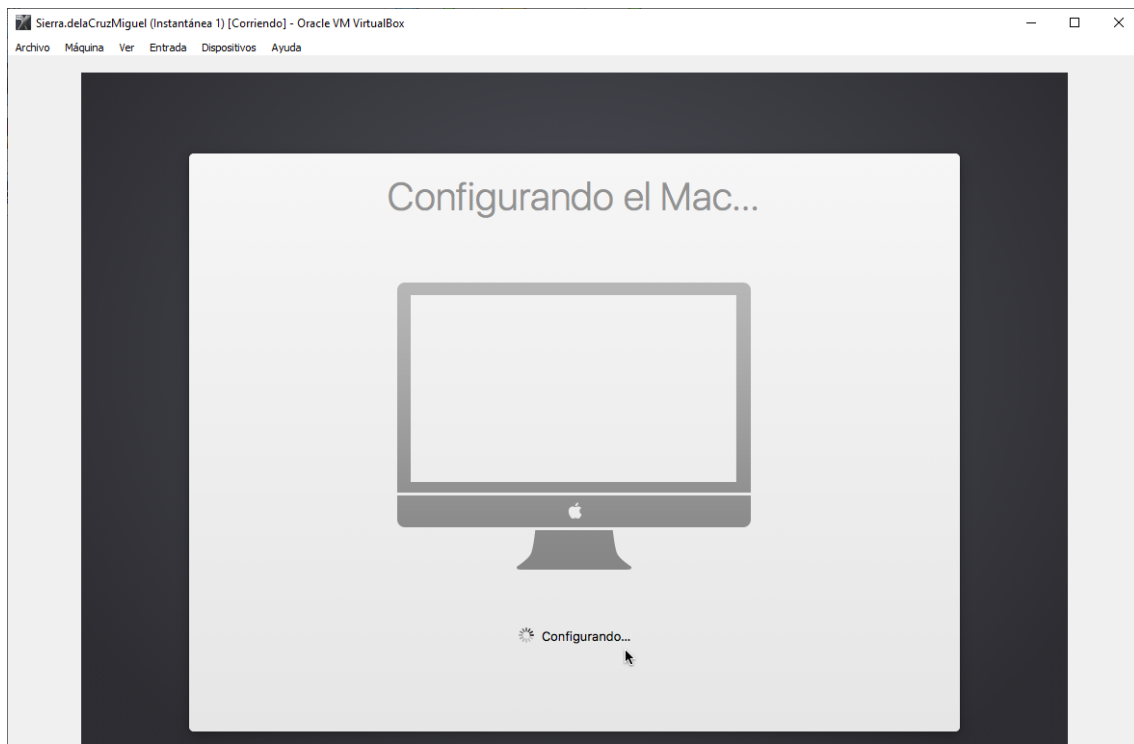 Sierra.delaCruzMiguel (Instantánea 1) [Corriendo] - Oracle VM VirtualBox
Archivo Máquina Ver Entrada Dispositivos Ayuda
Configurando el Mac...
Configurando...